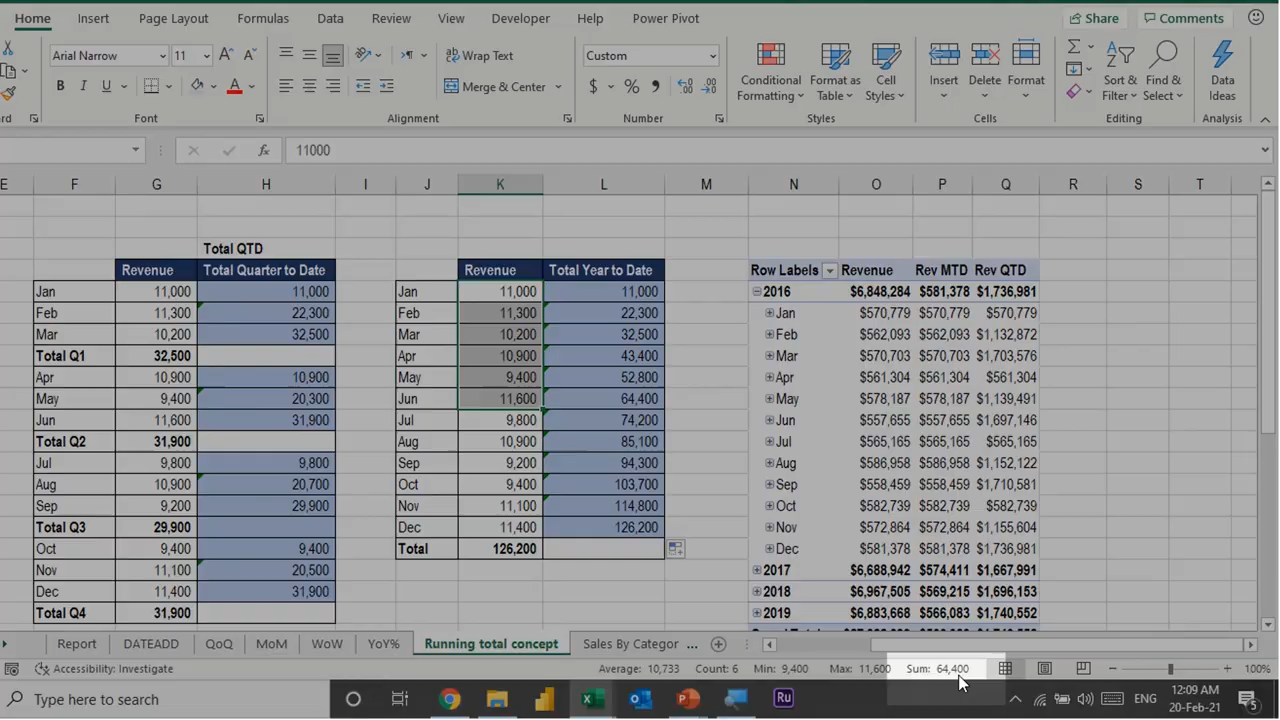 Home Insert Page Layout Formulas Data Review View Developer Help Power Pivot Share Comments
Arial Narrow 11 A A Wrap Text Custom
B I U A Merge & Center $ % Conditional Formatting Format as Table Cell Styles Insert Delete Format Sort & Filter Find & Select Data Ideas
ard Font Alignment Number Styles Cells Editing Analysis
fx 11000
E F G H I J K L M N O P Q R S T
Total QTD
Revenue Total Quarter to Date Revenue Total Year to Date Row Labels Revenue Rev MTD Rev QTD
Jan 11,000 11,000 Jan 11,000 11,000 2016 $6,848,284 $581,378 $1,736,981
Feb 11,300 22,300 Feb 11,300 22,300 Jan $570,779 $570,779 $570,779
Mar 10,200 32,500 Mar 10,200 32,500 Feb $562,093 $562,093 $1,132,872
Total Q1 32,500 Apr 10,900 43,400 Mar $570,703 $570,703 $1,703,576
Apr 10,900 10,900 May 9,400 52,800 Apr $561,304 $561,304 $561,304
May 9,400 20,300 Jun 11,600 64,400 May $578,187 $578,187 $1,139,491
Jun 11,600 31,900 Jul 9,800 74,200 Jun $557,655 $557,655 $1,697,146
Total Q2 31,900 Aug 10,900 85,100 Jul $565,165 $565,165 $565,165
Jul 9,800 9,800 Sep 9,200 94,300 Aug $586,958 $586,958 $1,152,122
Aug 10,900 20,700 Oct 9,400 103,700 Sep $558,459 $558,459 $1,710,581
Sep 9,200 29,900 Nov 11,100 114,800 Oct $582,739 $582,739 $582,739
Total Q3 29,900 Dec 11,400 126,200 Nov $572,864 $572,864 $1,155,604
Oct 9,400 9,400 Total 126,200 Dec $581,378 $581,378 $1,736,981
Nov 11,100 20,500 2017 $6,688,942 $574,411 $1,667,991
Dec 11,400 31,900 2018 $6,967,505 $569,215 $1,696,153
Total Q4 31,900 2019 $6,883,668 $566,083 $1,740,552
Report DATEADD QoQ MoM WoW YoY% Running total concept Sales By Categor ...
Accessibility: Investigate Average: 10,733 Count: 6 Min: 9,400 Max: 11,600 Sum: 64,400 100%
Type here to search Ru ENG 12:09 AM
20-Feb-21 5